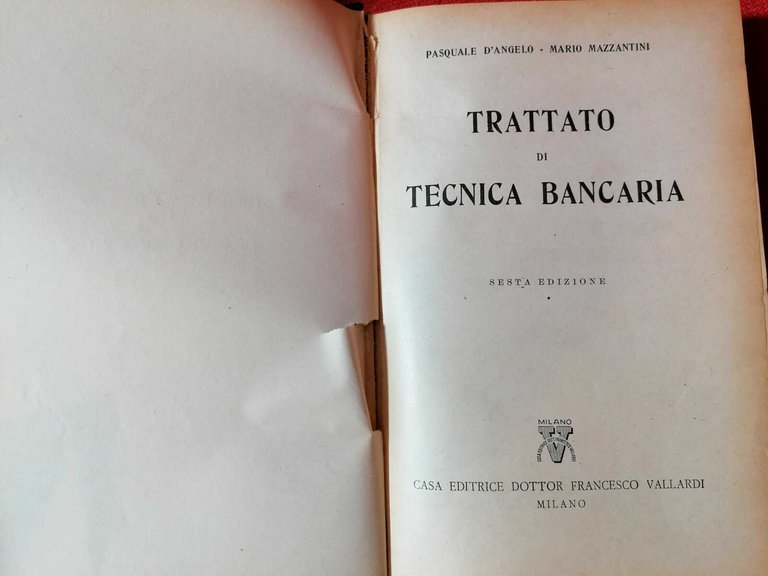 PASQUALE D'ANGELO - MARIO MAZZANTINI
TRATTATO
DI
TECNICA BANCARIA
SESTA EDIZIONE
MILANO
CASA EDITRICE DOTTOR FRANCESCO VALLARDI
MILANO